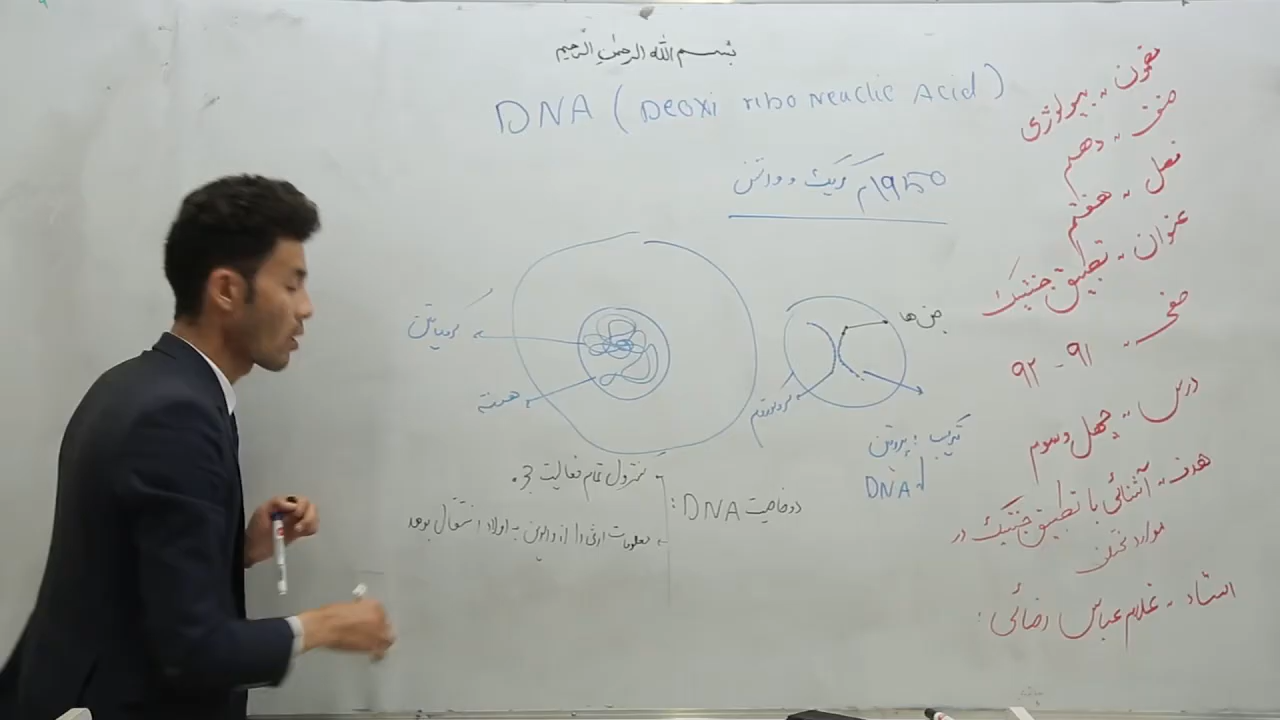 بسم الله الرحمن الرحیم
DNA ( Deoxi ribo Neuclic Acid )
1950م کریک و واتسن
مضمون - بیولوژی
صنف - دهم
فصل - هفتم
عنوان - تطبیق جنتیک
صفحه - ۹۱ - ۹۲
درس - چهل و سوم
هدف - آشنائی با تطبیق جنتیک در
موارد مختلف
استاد - غلام عباس رضائی
کروماتین
هسته
جن ها
کروموزوم
ترکیب : پروتین
DNA
دو خاصیت DNA :
کنترول تمام فعالیت
معلومات ارثی را از والدین به اولاد انتقال بدهد